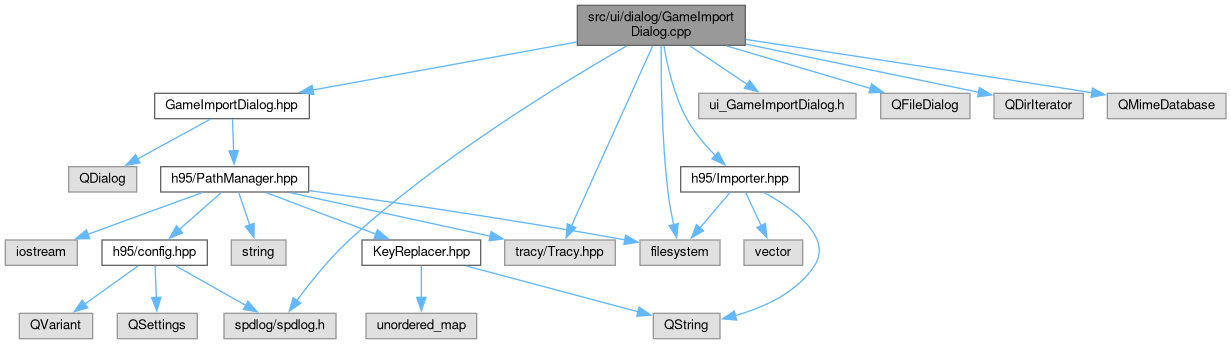 src/ui/dialog/GameImport
Dialog.cpp
GameImportDialog.hpp
ui_GameImportDialog.h
QFileDialog
QDirIterator
QMimeDatabase
QDialog
h95/PathManager.hpp
h95/Importer.hpp
iostream
h95/config.hpp
string
KeyReplacer.hpp
tracy/Tracy.hpp
filesystem
vector
QVariant
QSettings
spdlog/spdlog.h
unordered_map
QString